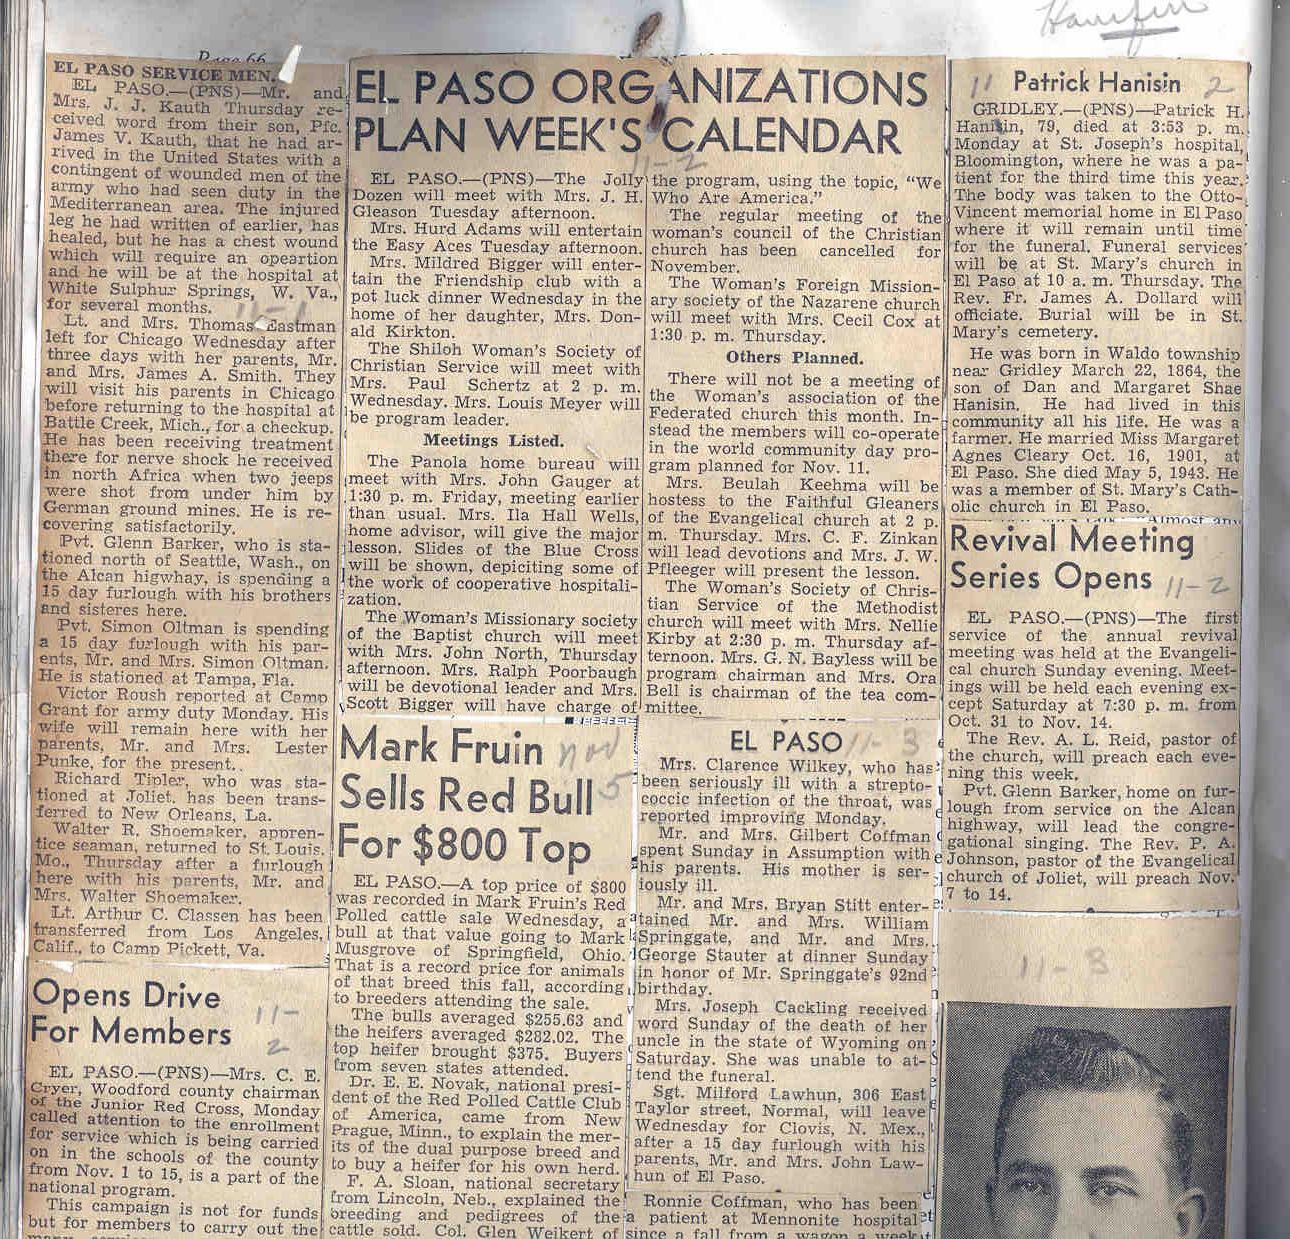 Page 66
EL PASO SERVICE MEN.
EL PASO.—(PNS)—Mr. and
Mrs. J. J. Kauth Thursday re-
ceived word from their son, Pfc.
James V. Kauth, that he had ar-
rived in the United States with a
contingent of wounded men of the
army who had seen duty in the
Mediterranean area. The injured
leg he had written of earlier, has
healed, but he has a chest wound
which will require an opeartion
and he will be at the hospital at
White Sulphur Springs, W. Va.,
for several months. 11-1
Lt. and Mrs. Thomas Eastman
left for Chicago Wednesday after
three days with her parents, Mr.
and Mrs. James A. Smith. They
will visit his parents in Chicago
before returning to the hospital at
Battle Creek, Mich., for a checkup.
He has been receiving treatment
there for nerve shock he received
in north Africa when two jeeps
were shot from under him by
German ground mines. He is re-
covering satisfactorily.
Pvt. Glenn Barker, who is sta-
tioned north of Seattle, Wash., on
the Alcan higwhay, is spending a
15 day furlough with his brothers
and sisteres here.
Pvt. Simon Oltman is spending
a 15 day furlough with his par-
ents, Mr. and Mrs. Simon Oltman.
He is stationed at Tampa, Fla.
Victor Roush reported at Camp
Grant for army duty Monday. His
wife will remain here with her
parents, Mr. and Mrs. Lester
Punke, for the present.
Richard Tipler, who was sta-
tioned at Joliet, has been trans-
ferred to New Orleans, La.
Walter R. Shoemaker, appren-
tice seaman, returned to St. Louis,
Mo., Thursday after a furlough
here with his parents, Mr. and
Mrs. Walter Shoemaker.
Lt. Arthur C. Classen has been
transferred from Los Angeles,
Calif., to Camp Pickett, Va.
Opens Drive
For Members
11-
2
EL PASO.—(PNS)—Mrs. C. E.
Cryer, Woodford county chairman
of the Junior Red Cross, Monday
called attention to the enrollment
for service which is being carried
on in the schools of the county
from Nov. 1 to 15, is a part of the
national program.
This campaign is not for funds
but for members to carry out the
EL PASO ORGANIZATIONS
PLAN WEEK'S CALENDAR
11-2
EL PASO.—(PNS)—The Jolly
Dozen will meet with Mrs. J. H.
Gleason Tuesday afternoon.
Mrs. Hurd Adams will entertain
the Easy Aces Tuesday afternoon.
Mrs. Mildred Bigger will enter-
tain the Friendship club with a
pot luck dinner Wednesday in the
home of her daughter, Mrs. Don-
ald Kirkton.
The Shiloh Woman's Society of
Christian Service will meet with
Mrs. Paul Schertz at 2 p. m.
Wednesday. Mrs. Louis Meyer will
be program leader.
Meetings Listed.
The Panola home bureau will
meet with Mrs. John Gauger at
1:30 p. m. Friday, meeting earlier
than usual. Mrs. Ila Hall Wells,
home advisor, will give the major
lesson. Slides of the Blue Cross
will be shown, depiciting some of
the work of cooperative hospitali-
zation.
The Woman's Missionary society
of the Baptist church will meet
with Mrs. John North, Thursday
afternoon. Mrs. Ralph Poorbaugh
will be devotional leader and Mrs.
Scott Bigger will have charge of
the program, using the topic, "We
Who Are America."
The regular meeting of the
woman's council of the Christian
church has been cancelled for
November.
The Woman's Foreign Mission-
ary society of the Nazarene church
will meet with Mrs. Cecil Cox at
1:30 p. m. Thursday.
Others Planned.
There will not be a meeting of
the Woman's association of the
Federated church this month. In-
stead the members will co-operate
in the world community day pro-
gram planned for Nov. 11.
Mrs. Beulah Keehma will be
hostess to the Faithful Gleaners
of the Evangelical church at 2 p.
m. Thursday. Mrs. C. F. Zinkan
will lead devotions and Mrs. J. W.
Pfleeger will present the lesson.
The Woman's Society of Chris-
tian Service of the Methodist
church will meet with Mrs. Nellie
Kirby at 2:30 p. m. Thursday af-
ternoon. Mrs. G. N. Bayless will be
program chairman and Mrs. Ora
Bell is chairman of the tea com-
mittee.
Mark Fruin
Sells Red Bull
For $800 Top
nov
5
EL PASO.—A top price of $800
was recorded in Mark Fruin's Red
Polled cattle sale Wednesday, a
bull at that value going to Mark
Musgrove of Springfield, Ohio.
That is a record price for animals
of that breed this fall, according
to breeders attending the sale.
The bulls averaged $255.63 and
the heifers averaged $282.02. The
top heifer brought $375. Buyers
from seven states attended.
Dr. E. E. Novak, national presi-
dent of the Red Polled Cattle Club
of America, came from New
Prague, Minn., to explain the mer-
its of the dual purpose breed and
to buy a heifer for his own herd.
F. A. Sloan, national secretary
from Lincoln, Neb., explained the
breeding and pedigrees of the
cattle sold. Col. Glen Weikert of
EL PASO 11-3
Mrs. Clarence Wilkey, who has
been seriously ill with a strepto-
coccic infection of the throat, was
reported improving Monday.
Mr. and Mrs. Gilbert Coffman
spent Sunday in Assumption with
his parents. His mother is ser-
iously ill.
Mr. and Mrs. Bryan Stitt enter-
tained Mr. and Mrs. William
Springgate, and Mr. and Mrs.
George Stauter at dinner Sunday
in honor of Mr. Springgate's 92nd
birthday.
Mrs. Joseph Cackling received
word Sunday of the death of her
uncle in the state of Wyoming on
Saturday. She was unable to at-
tend the funeral.
Sgt. Milford Lawhun, 306 East
Taylor street, Normal, will leave
Wednesday for Clovis, N. Mex.,
after a 15 day furlough with his
parents, Mr. and Mrs. John Law-
hun of El Paso.
Ronnie Coffman, who has been
a patient at Mennonite hospital
since a fall from a wagon a week
11 Patrick Hanisin 2
GRIDLEY.—(PNS)—Patrick H.
Hanisin, 79, died at 3:53 p. m.
Monday at St. Joseph's hospital,
Bloomington, where he was a pa-
tient for the third time this year.
The body was taken to the Otto-
Vincent memorial home in El Paso
where it will remain until time
for the funeral. Funeral services
will be at St. Mary's church in
El Paso at 10 a. m. Thursday. The
Rev. Fr. James A. Dollard will
officiate. Burial will be in St.
Mary's cemetery.
He was born in Waldo township
near Gridley March 22, 1864, the
son of Dan and Margaret Shae
Hanisin. He had lived in this
community all his life. He was a
farmer. He married Miss Margaret
Agnes Cleary Oct. 16, 1901, at
El Paso. She died May 5, 1943. He
was a member of St. Mary's Cath-
olic church in El Paso.
Revival Meeting
Series Opens 11-2
EL PASO.—(PNS)—The first
service of the annual revival
meeting was held at the Evangeli-
cal church Sunday evening. Meet-
ings will be held each evening ex-
cept Saturday at 7:30 p. m. from
Oct. 31 to Nov. 14.
The Rev. A. L. Reid, pastor of
the church, will preach each eve-
ning this week.
Pvt. Glenn Barker, home on fur-
lough from service on the Alcan
highway, will lead the congre-
gational singing. The Rev. P. A.
Johnson, pastor of the Evangelical
church of Joliet, will preach Nov.
7 to 14.
11-3